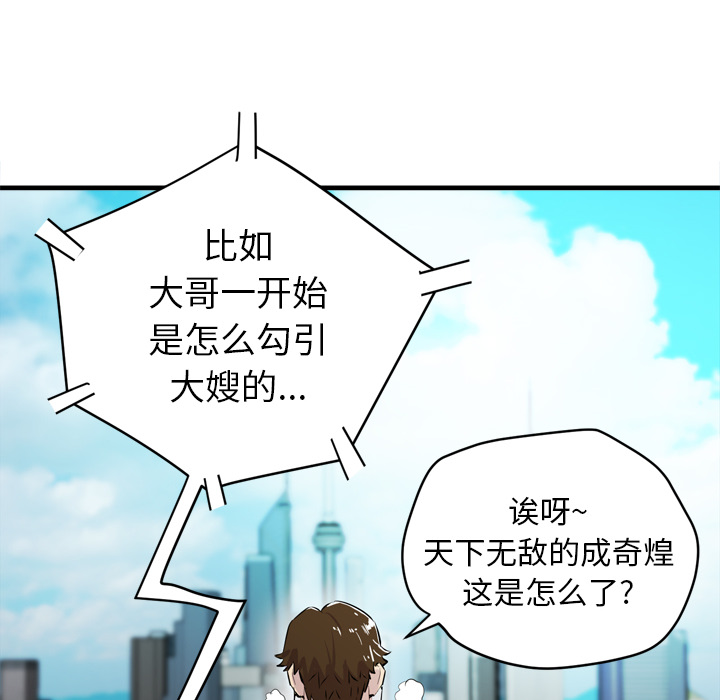 比如
大哥一开始
是怎么勾引
大嫂的...
诶呀~
天下无敌的成奇煌
这是怎么了?